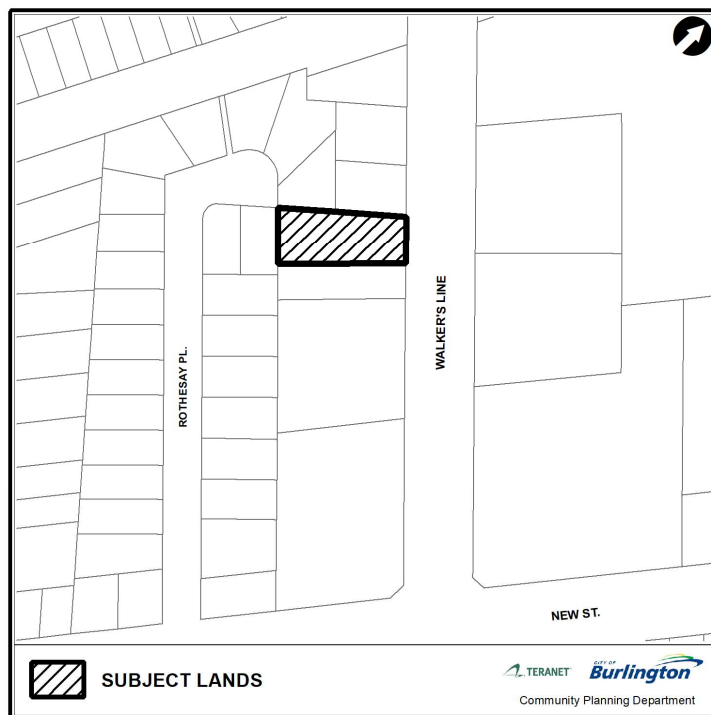 WALKER'S LINE
ROTHESAY PL.
NEW ST.
SUBJECT LANDS
TERANET
CITY OF
Burlington
Community Planning Department